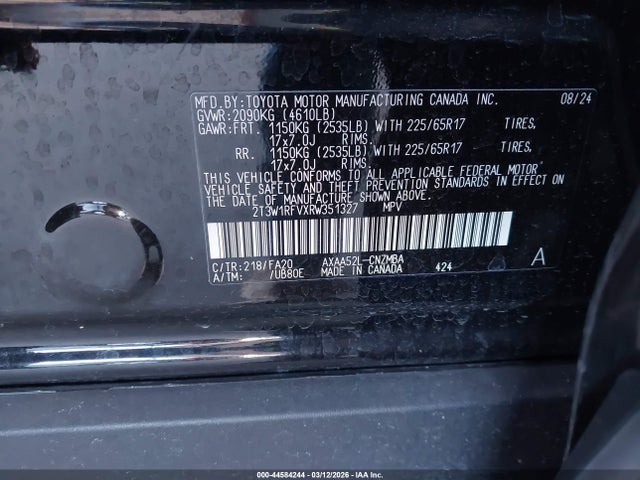 MFD.BY:TOYOTA MOTOR MANUFACTURING CANADA INC. 08/24
GVWR:2090KG (4610LB)
GAWR:FRT. 1150KG (2535LB) WITH 225/65R17 TIRES,
17x7.0J RIMS.
RR. 1150KG (2535LB) WITH 225/65R17 TIRES,
17x7.0J RIMS.
THIS VEHICLE CONFORMS TO ALL APPLICABLE FEDERAL MOTOR
VEHICLE SAFETY AND THEFT PREVENTION STANDARDS IN EFFECT ON
THE DATE OF MANUFACTURE SHOWN ABOVE.
2T3W1RFVXRW351327 MPV
C/TR:218/FA20 AXAA52L-CNZMBA A
A/TM: /UB80E MADE IN CANADA 424
000-44584244 - 03/12/2026 - IAA Inc.